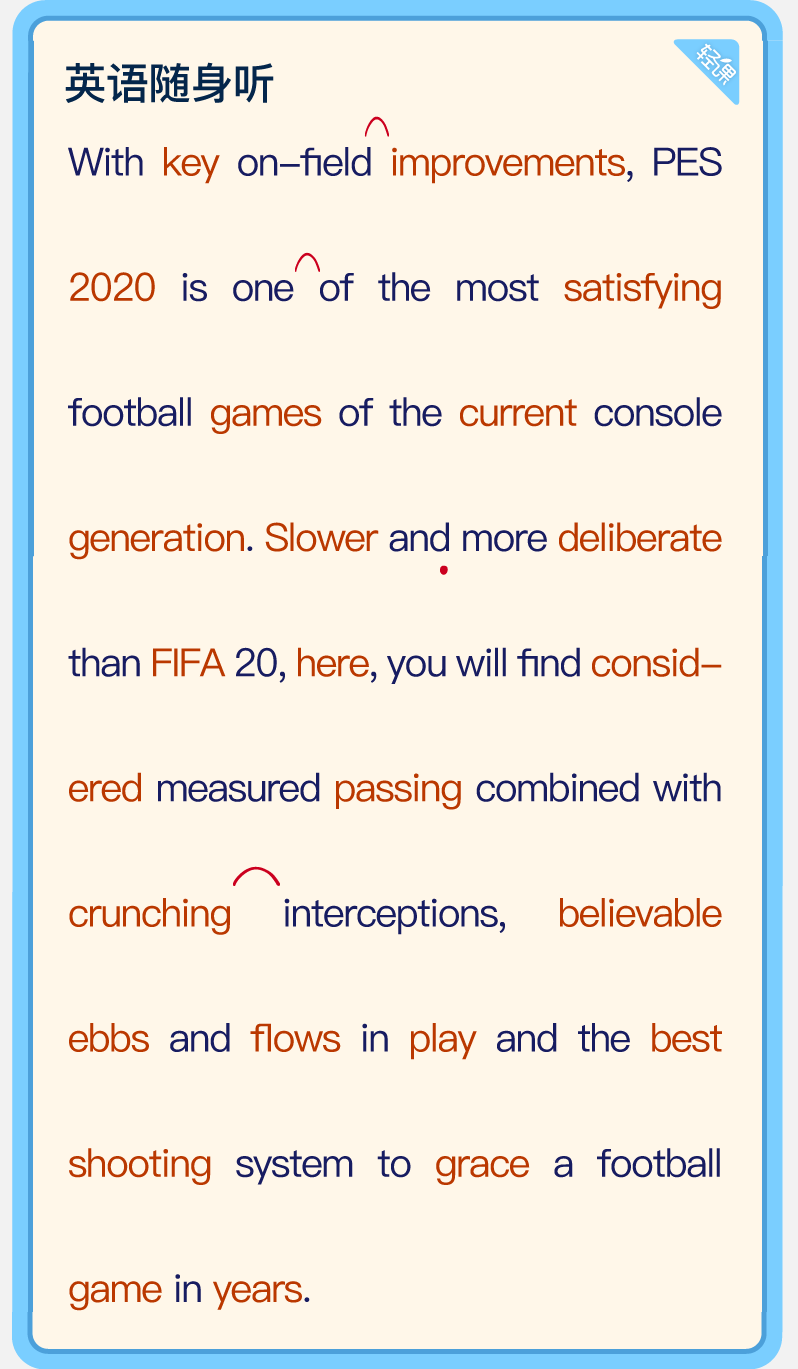 英语随身听
轻课
With key on–field improvements, PES
2020 is one of the most satisfying
football games of the current console
generation. Slower and more deliberate
than FIFA 20, here, you will find consid–
ered measured passing combined with
crunching interceptions, believable
ebbs and flows in play and the best
shooting system to grace a football
game in years.